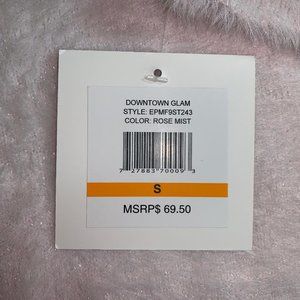 DOWNTOWN GLAM
STYLE: EPMF9ST243
COLOR: ROSE MIST
7 27883 70009 3
S
MSRP$ 69.50